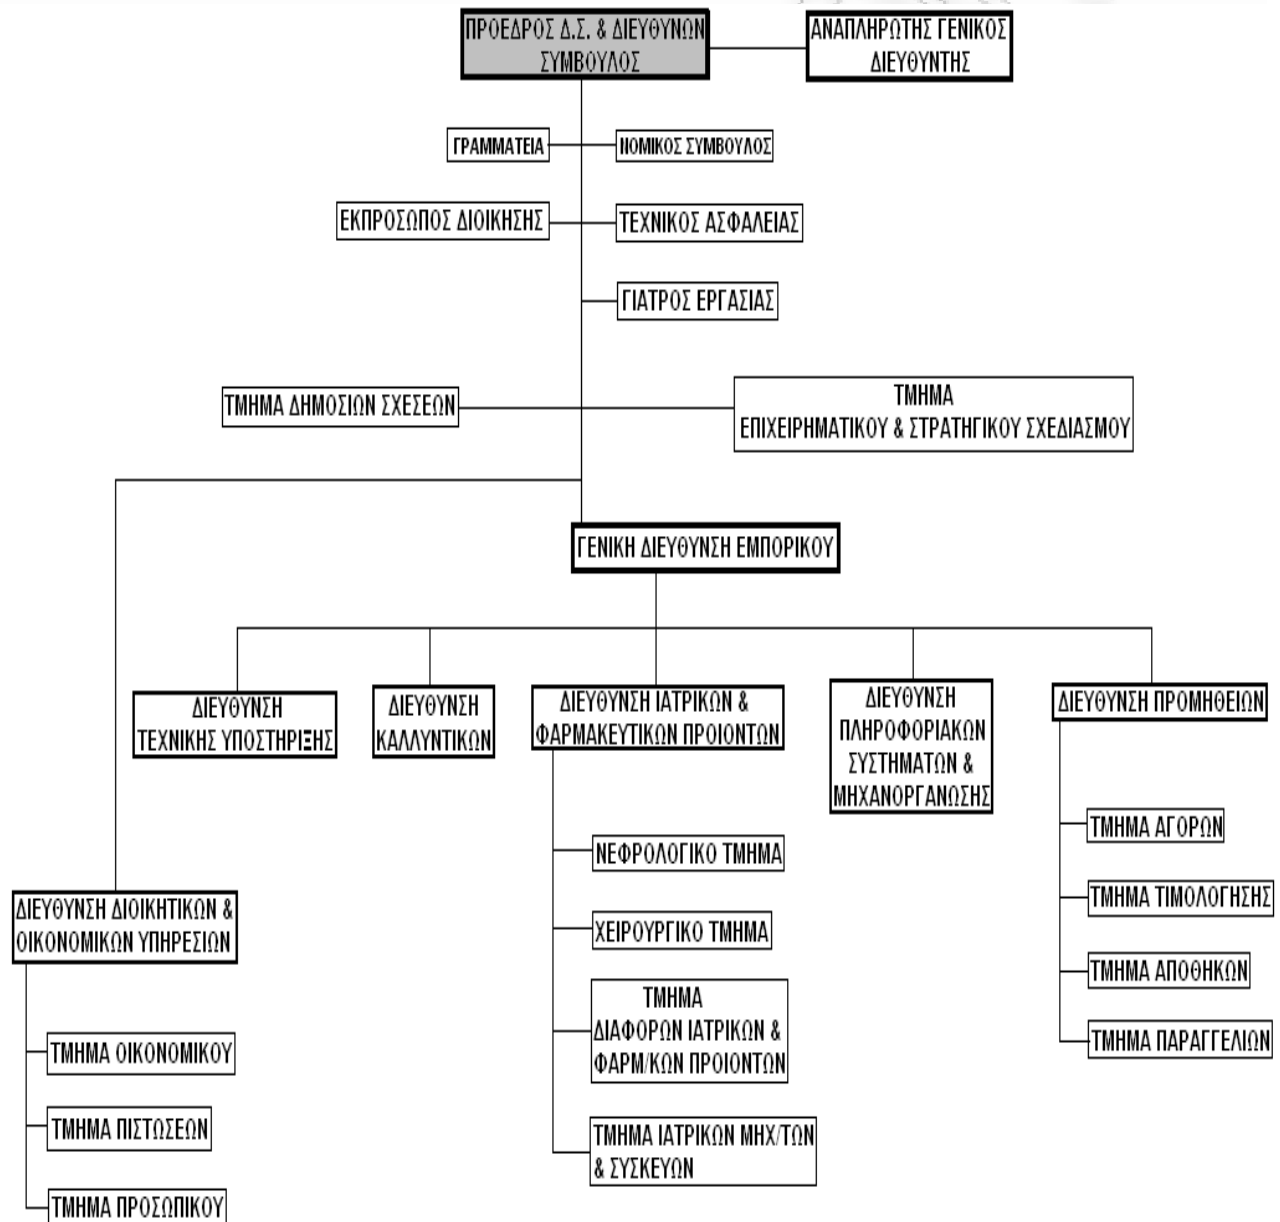 ΠΡΟΕΔΡΟΣ Δ.Σ. & ΔΙΕΥΘΥΝΩΝ
ΣΥΜΒΟΥΛΟΣ
ΑΝΑΠΛΗΡΩΤΗΣ ΓΕΝΙΚΟΣ
ΔΙΕΥΘΥΝΤΗΣ
ΓΡΑΜΜΑΤΕΙΑ
ΝΟΜΙΚΟΣ ΣΥΜΒΟΥΛΟΣ
ΕΚΠΡΟΣΩΠΟΣ ΔΙΟΙΚΗΣΗΣ
ΤΕΧΝΙΚΟΣ ΑΣΦΑΛΕΙΑΣ
ΓΙΑΤΡΟΣ ΕΡΓΑΣΙΑΣ
ΤΜΗΜΑ ΔΗΜΟΣΙΩΝ ΣΧΕΣΕΩΝ
ΤΜΗΜΑ
ΕΠΙΧΕΙΡΗΜΑΤΙΚΟΥ & ΣΤΡΑΤΗΓΙΚΟΥ ΣΧΕΔΙΑΣΜΟΥ
ΓΕΝΙΚΗ ΔΙΕΥΘΥΝΣΗ ΕΜΠΟΡΙΚΟΥ
ΔΙΕΥΘΥΝΣΗ
ΤΕΧΝΙΚΗΣ ΥΠΟΣΤΗΡΙΞΗΣ
ΔΙΕΥΘΥΝΣΗ
ΚΑΛΛΥΝΤΙΚΩΝ
ΔΙΕΥΘΥΝΣΗ ΙΑΤΡΙΚΩΝ &
ΦΑΡΜΑΚΕΥΤΙΚΩΝ ΠΡΟΙΟΝΤΩΝ
ΔΙΕΥΘΥΝΣΗ
ΠΛΗΡΟΦΟΡΙΑΚΩΝ
ΣΥΣΤΗΜΑΤΩΝ &
ΜΗΧΑΝΟΡΓΑΝΩΣΗΣ
ΔΙΕΥΘΥΝΣΗ ΠΡΟΜΗΘΕΙΩΝ
ΝΕΦΡΟΛΟΓΙΚΟ ΤΜΗΜΑ
ΧΕΙΡΟΥΡΓΙΚΟ ΤΜΗΜΑ
ΤΜΗΜΑ
ΔΙΑΦΟΡΩΝ ΙΑΤΡΙΚΩΝ &
ΦΑΡΜ/ΚΩΝ ΠΡΟΙΟΝΤΩΝ
ΤΜΗΜΑ ΙΑΤΡΙΚΩΝ ΜΗΧ/ΤΩΝ
& ΣΥΣΚΕΥΩΝ
ΤΜΗΜΑ ΑΓΟΡΩΝ
ΤΜΗΜΑ ΤΙΜΟΛΟΓΗΣΗΣ
ΤΜΗΜΑ ΑΠΟΘΗΚΩΝ
ΤΜΗΜΑ ΠΑΡΑΓΓΕΛΙΩΝ
ΔΙΕΥΘΥΝΣΗ ΔΙΟΙΚΗΤΙΚΩΝ &
ΟΙΚΟΝΟΜΙΚΩΝ ΥΠΗΡΕΣΙΩΝ
ΤΜΗΜΑ ΟΙΚΟΝΟΜΙΚΟΥ
ΤΜΗΜΑ ΠΙΣΤΩΣΕΩΝ
ΤΜΗΜΑ ΠΡΟΣΩΠΙΚΟΥ